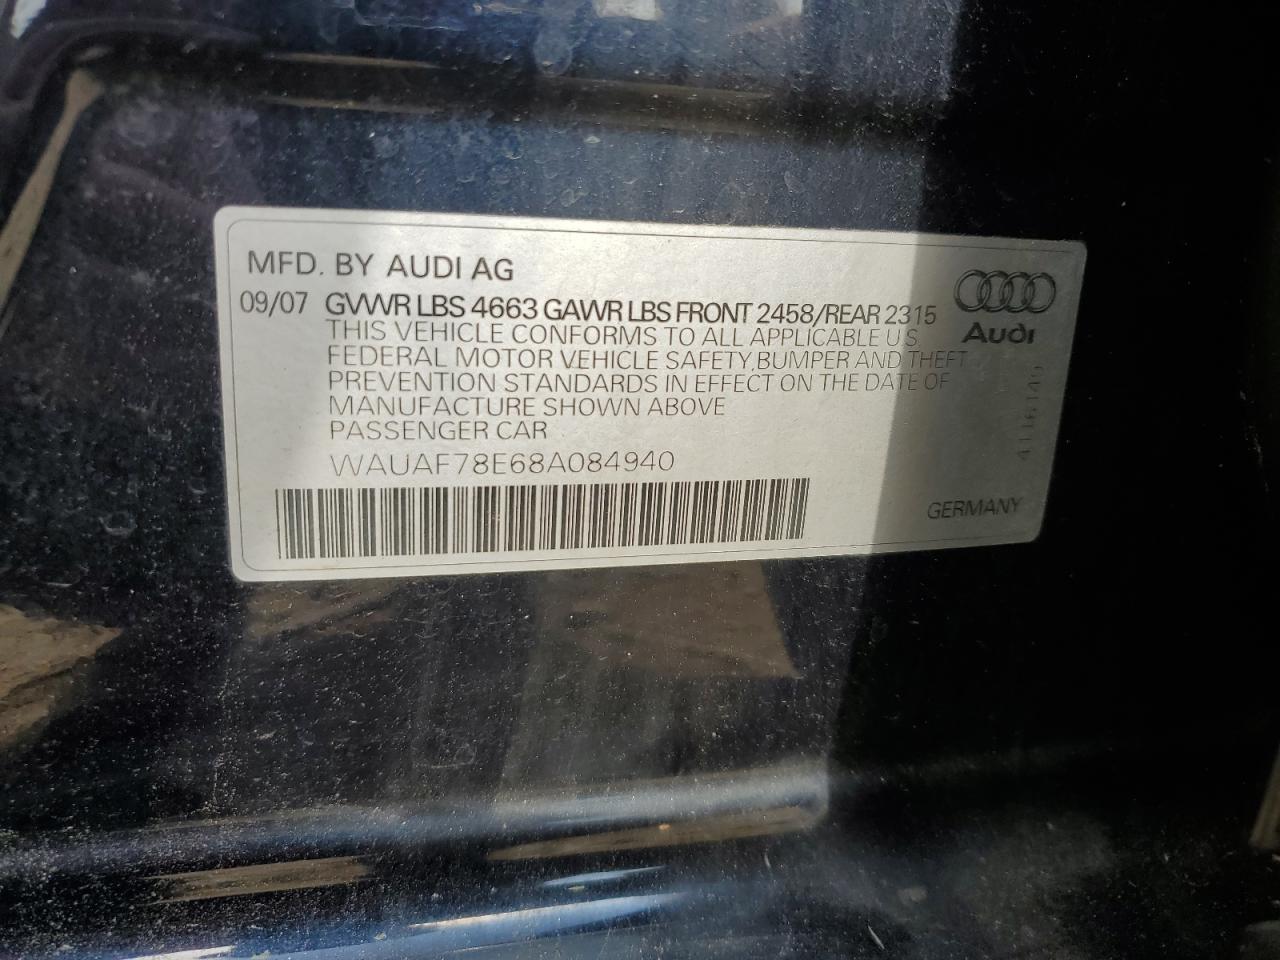 MFD. BY AUDI AG
09/07 GVWR LBS 4663 GAWR LBS FRONT 2458/REAR 2315
THIS VEHICLE CONFORMS TO ALL APPLICABLE U.S.
FEDERAL MOTOR VEHICLE SAFETY, BUMPER AND THEFT
PREVENTION STANDARDS IN EFFECT ON THE DATE OF
MANUFACTURE SHOWN ABOVE
PASSENGER CAR
WAUAF78E68A084940
Audi
GERMANY